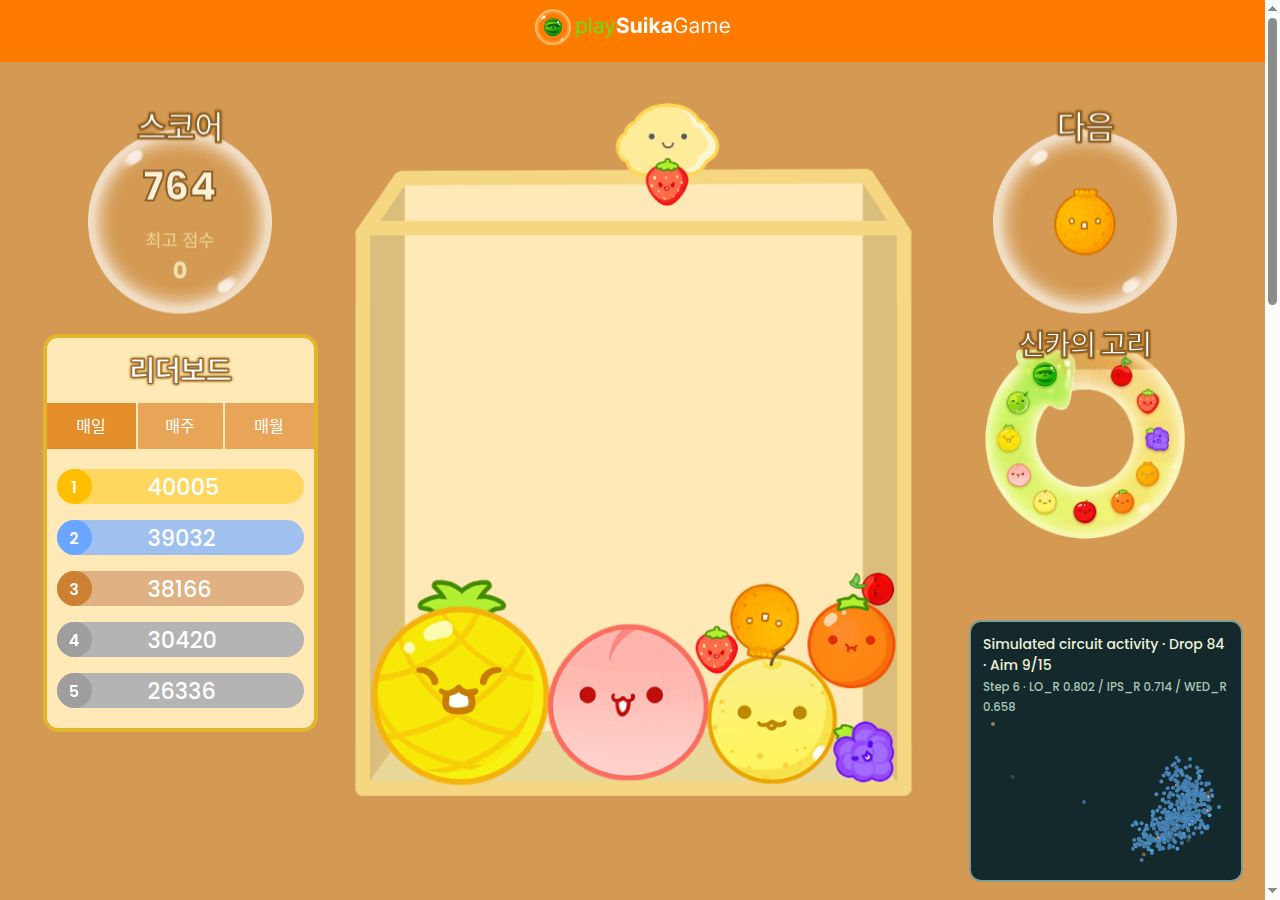 playSuikaGame
스코어
764
최고 점수
0
다음
신카의 고리
리더보드
매일 매주 매월
1 40005
2 39032
3 38166
4 30420
5 26336
Simulated circuit activity · Drop 84
· Aim 9/15
Step 6 · LO_R 0.802 / IPS_R 0.714 / WED_R
0.658